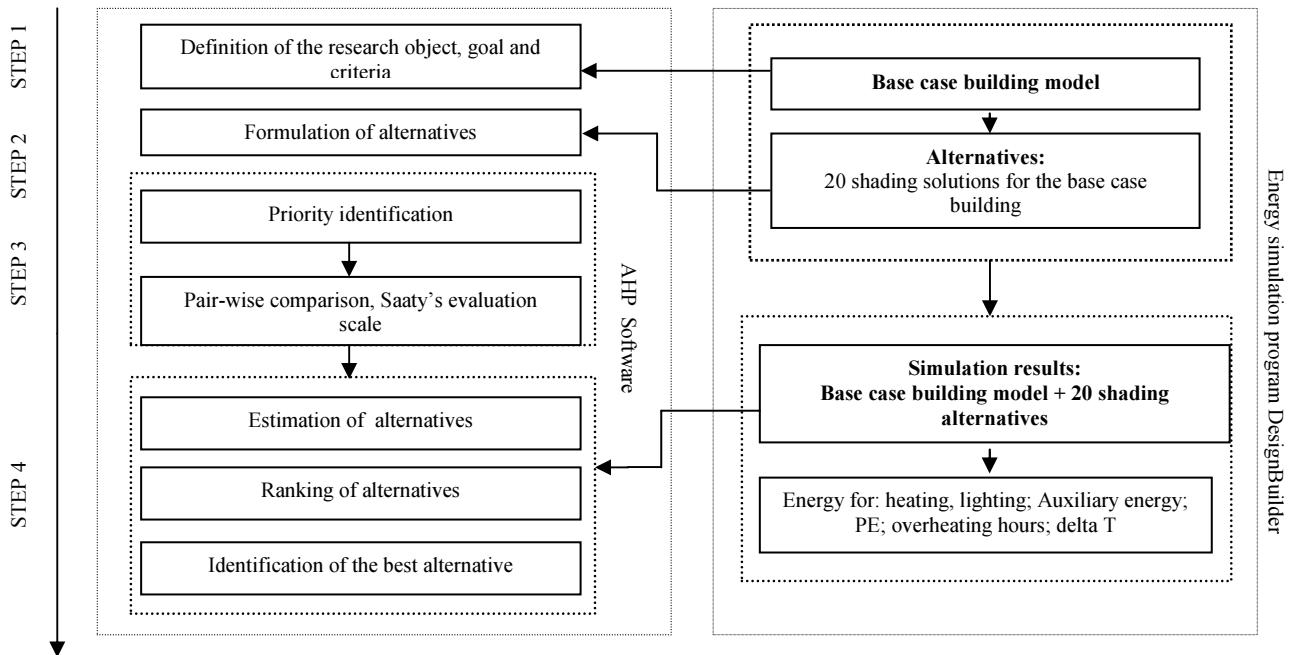 STEP 1
Definition of the research object, goal and
criteria
STEP 2
Formulation of alternatives
STEP 3
Priority identification
Pair-wise comparison, Saaty's evaluation
scale
STEP 4
Estimation of alternatives
Ranking of alternatives
Identification of the best alternative
AHP Software
Base case building model
Alternatives:
20 shading solutions for the base case
building
Simulation results:
Base case building model + 20 shading
alternatives
Energy for: heating, lighting; Auxiliary energy;
PE; overheating hours; delta T
Energy simulation program DesignBuilder